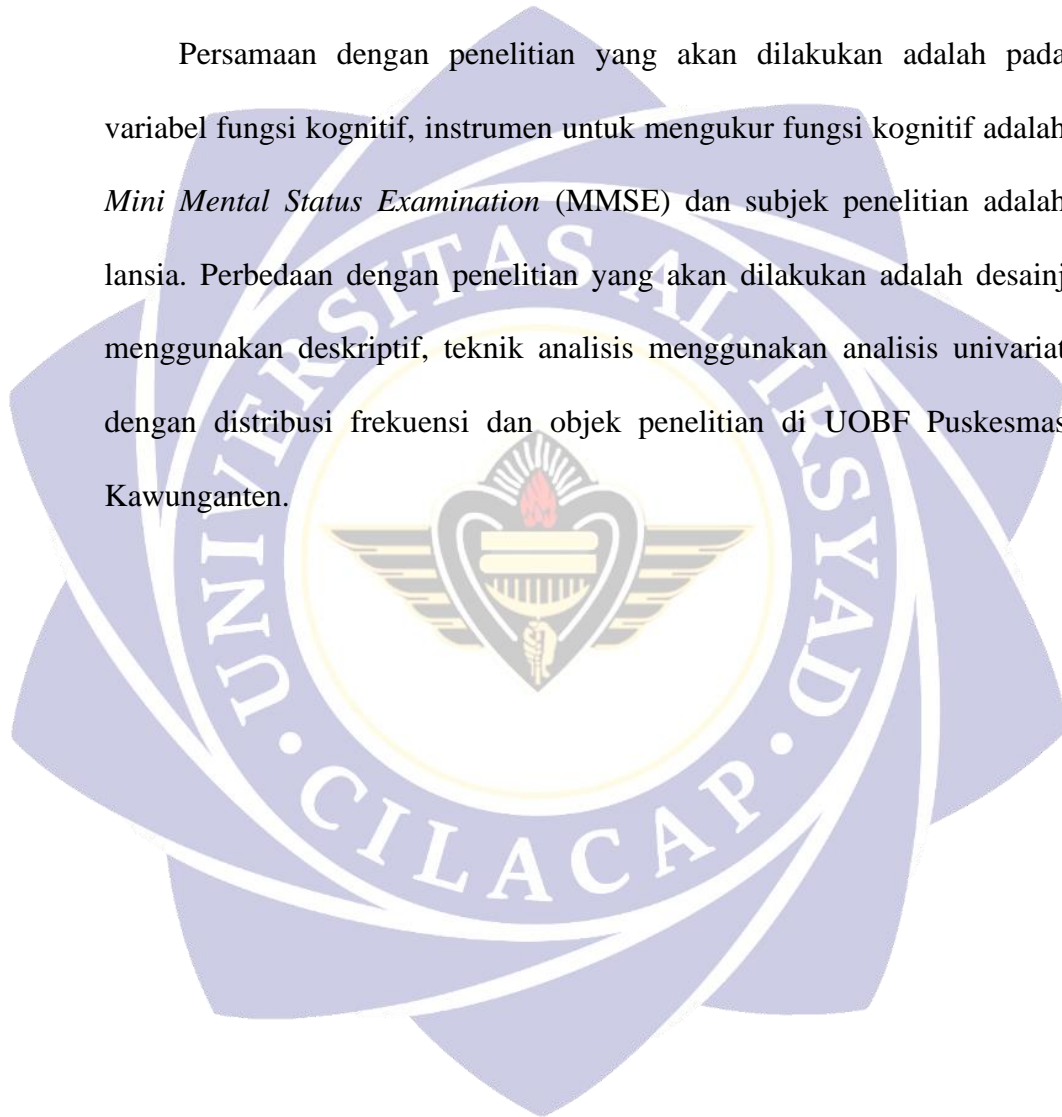 Persamaan dengan penelitian yang akan dilakukan adalah pada
variabel fungsi kognitif, instrumen untuk mengukur fungsi kognitif adalah
Mini Mental Status Examination (MMSE) dan subjek penelitian adalah
lansia. Perbedaan dengan penelitian yang akan dilakukan adalah desainj
menggunakan deskriptif, teknik analisis menggunakan analisis univariat
dengan distribusi frekuensi dan objek penelitian di UOBF Puskesmas
Kawunganten.
UNIVERSITAS AL-IRSYAD
CILACAP